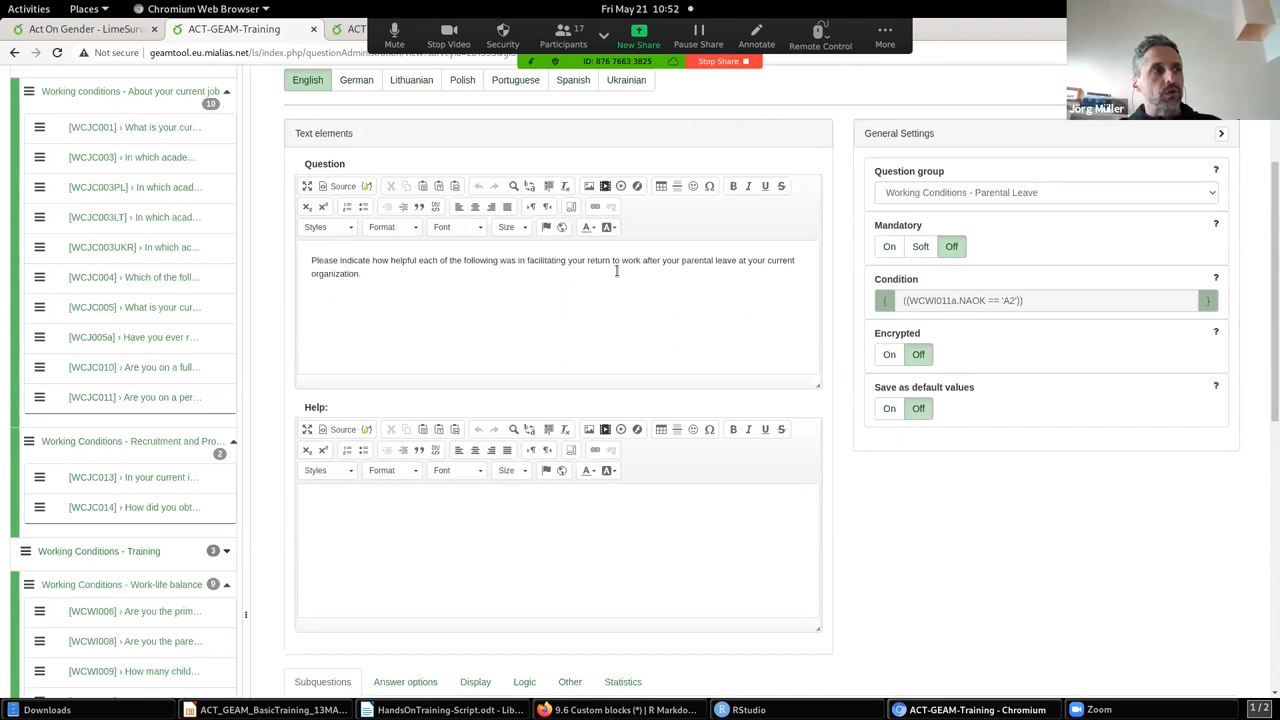 Activities Places Chromium Web Browser Fri May 21 10:52
Act On Gender - LimeSurv ACT-GEAM-Training ACT
Not secure geamtool.eu.mialias.net/ls/index.php/questionAdmin
Mute Stop Video Security Participants 17 New Share Pause Share Annotate Remote Control More
ID: 876 7663 3825 Stop Share
Jörg Müller
Working conditions - About your current job
10
[WCJC001] › What is your cur...
[WCJC003] › In which acade...
[WCJC003PL] › In which acad...
[WCJC003LT] › In which acad...
[WCJC003UKR] › In which ac...
[WCJC004] › Which of the foll...
[WCJC005] › What is your cur...
[WCJ005a] › Have you ever r...
[WCJC010] › Are you on a full...
[WCJC011] › Are you on a per...
Working Conditions - Recruitment and Pro...
2
[WCJC013] › In your current i...
[WCJC014] › How did you obt...
Working Conditions - Training 3
Working Conditions - Work-life balance 9
[WCWI006] › Are you the prim...
[WCWI008] › Are you the pare...
[WCWI009] › How many child...
English German Lithuanian Polish Portuguese Spanish Ukrainian
Text elements
Question
Source
B I U S
Styles Format Font Size A A
Please indicate how helpful each of the following was in facilitating your return to work after your parental leave at your current
organization.
Help:
Source
B I U S
Styles Format Font Size A A
Subquestions Answer options Display Logic Other Statistics
General Settings
Question group ?
Working Conditions - Parental Leave
Mandatory ?
On Soft Off
Condition ?
{ ((WCWI011a.NAOK == 'A2')) }
Encrypted ?
On Off
Save as default values ?
On Off
Downloads ACT_GEAM_BasicTraining_13MA... HandsOnTraining-Script.odt - Lib... 9.6 Custom blocks (*) | R Markdo... RStudio ACT-GEAM-Training - Chromium Zoom 1 / 2